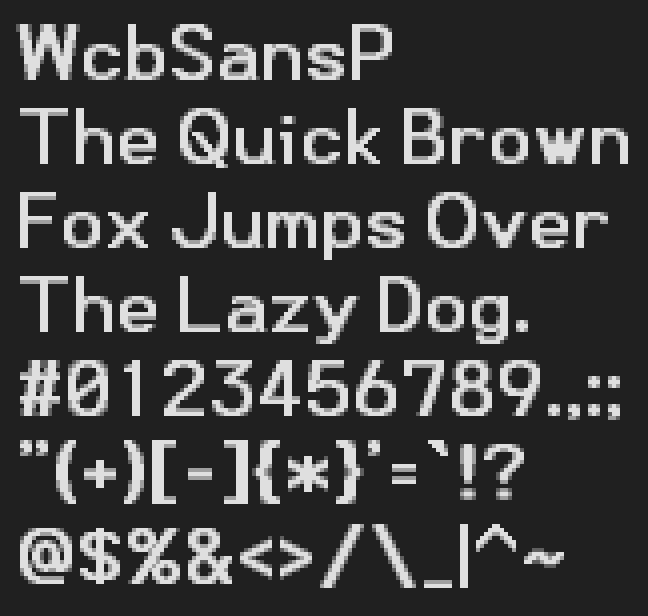 WcbSansP
The Quick Brown
Fox Jumps Over
The Lazy Dog.
#0123456789.,:;
"(+)[-]{*}'=`!?
@$%&<>/\_|^~